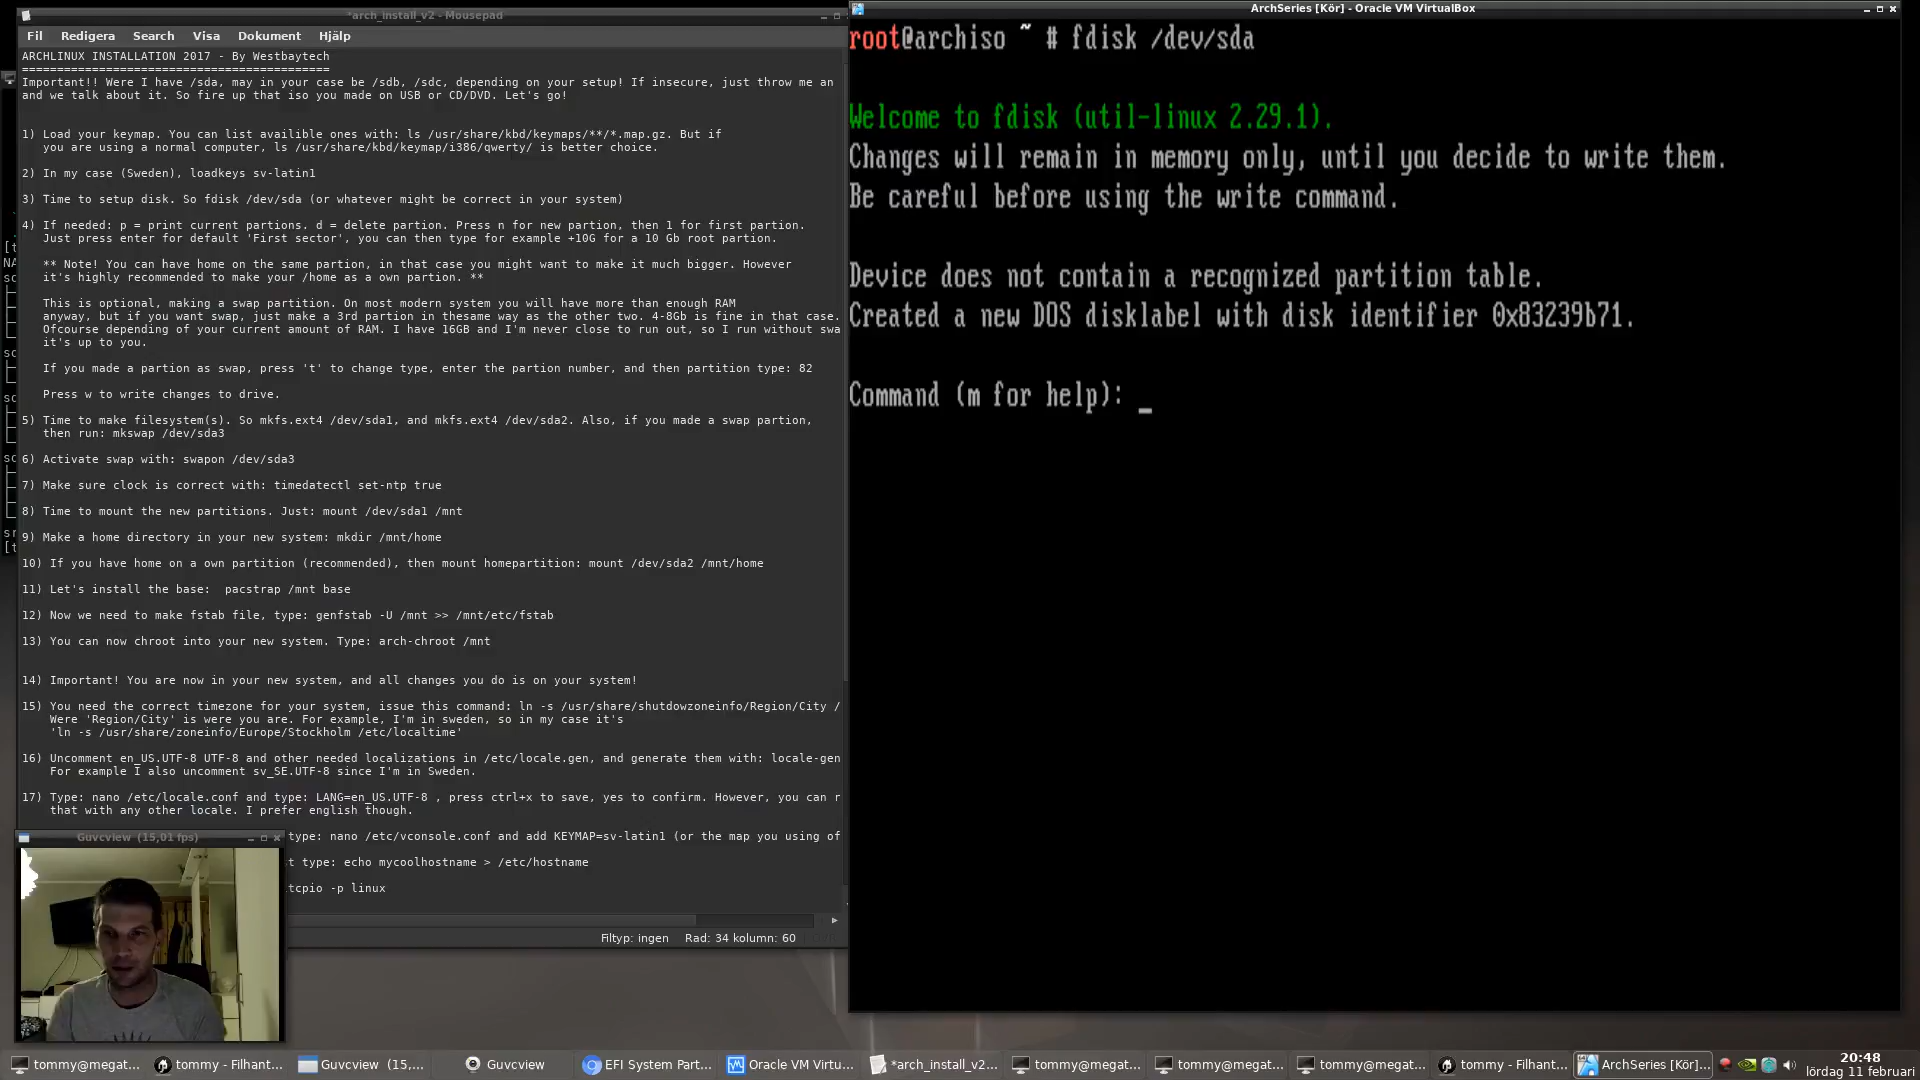 *arch_install_v2 - Mousepad
Fil Redigera Search Visa Dokument Hjälp
ARCHLINUX INSTALLATION 2017 - By Westbaytech
============================================
Important!! Were I have /sda, may in your case be /sdb, /sdc, depending on your setup! If insecure, just throw me an
and we talk about it. So fire up that iso you made on USB or CD/DVD. Let's go!
1) Load your keymap. You can list availible ones with: ls /usr/share/kbd/keymaps/**/*.map.gz. But if
you are using a normal computer, ls /usr/share/kbd/keymap/i386/qwerty/ is better choice.
2) In my case (Sweden), loadkeys sv-latin1
3) Time to setup disk. So fdisk /dev/sda (or whatever might be correct in your system)
4) If needed: p = print current partions. d = delete partion. Press n for new partion, then 1 for first partion.
Just press enter for default 'First sector', you can then type for example +10G for a 10 Gb root partion.
** Note! You can have home on the same partion, in that case you might want to make it much bigger. However
it's highly recommended to make your /home as a own partion. **
This is optional, making a swap partition. On most modern system you will have more than enough RAM
anyway, but if you want swap, just make a 3rd partion in thesame way as the other two. 4-8Gb is fine in that case.
Ofcourse depending of your current amount of RAM. I have 16GB and I'm never close to run out, so I run without swa
it's up to you.
If you made a partion as swap, press 't' to change type, enter the partion number, and then partition type: 82
Press w to write changes to drive.
5) Time to make filesystem(s). So mkfs.ext4 /dev/sda1, and mkfs.ext4 /dev/sda2. Also, if you made a swap partion,
then run: mkswap /dev/sda3
6) Activate swap with: swapon /dev/sda3
7) Make sure clock is correct with: timedatectl set-ntp true
8) Time to mount the new partitions. Just: mount /dev/sda1 /mnt
9) Make a home directory in your new system: mkdir /mnt/home
10) If you have home on a own partition (recommended), then mount homepartition: mount /dev/sda2 /mnt/home
11) Let's install the base:  pacstrap /mnt base
12) Now we need to make fstab file, type: genfstab -U /mnt >> /mnt/etc/fstab
13) You can now chroot into your new system. Type: arch-chroot /mnt
14) Important! You are now in your new system, and all changes you do is on your system!
15) You need the correct timezone for your system, issue this command: ln -s /usr/share/shutdowzoneinfo/Region/City /
Were 'Region/City' is were you are. For example, I'm in sweden, so in my case it's
'ln -s /usr/share/zoneinfo/Europe/Stockholm /etc/localtime'
16) Uncomment en_US.UTF-8 UTF-8 and other needed localizations in /etc/locale.gen, and generate them with: locale-gen
For example I also uncomment sv_SE.UTF-8 since I'm in Sweden.
17) Type: nano /etc/locale.conf and type: LANG=en_US.UTF-8 , press ctrl+x to save, yes to confirm. However, you can r
that with any other locale. I prefer english though.
type: nano /etc/vconsole.conf and add KEYMAP=sv-latin1 (or the map you using of
t type: echo mycoolhostname > /etc/hostname
tcpio -p linux
Filtyp: ingen Rad: 34 kolumn: 60
Guvcview (15,01 fps)
ArchSeries [Kör] - Oracle VM VirtualBox
root@archiso ~ # fdisk /dev/sda
Welcome to fdisk (util-linux 2.29.1).
Changes will remain in memory only, until you decide to write them.
Be careful before using the write command.
Device does not contain a recognized partition table.
Created a new DOS disklabel with disk identifier 0x83239b71.
Command (m for help): _
tommy@megat... tommy - Filhant... Guvcview (15,... Guvcview EFI System Part... Oracle VM Virtu... *arch_install_v2... tommy@megat... tommy@megat... tommy@megat... tommy - Filhant... ArchSeries [Kör]... 20:48
lördag 11 februari